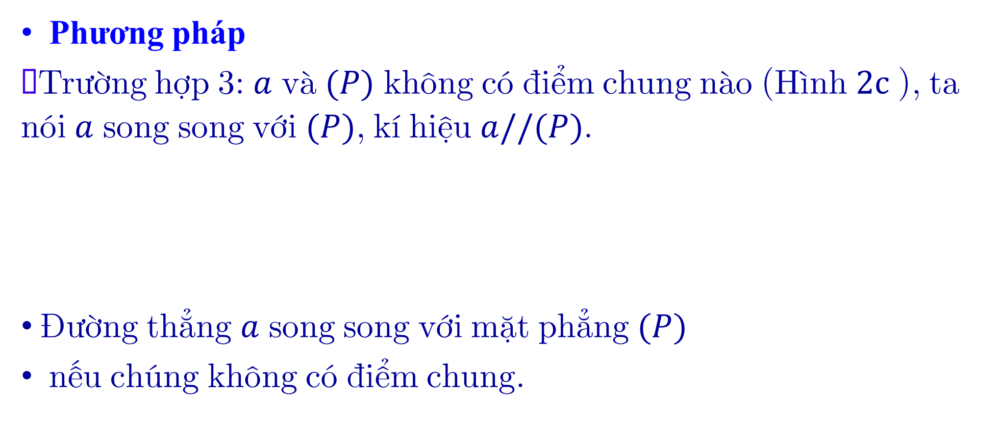 • Phương pháp
Trường hợp 3: a và (P) không có điểm chung nào (Hình 2c ), ta
nói a song song với (P), kí hiệu a//(P).
• Đường thẳng a song song với mặt phẳng (P)
• nếu chúng không có điểm chung.